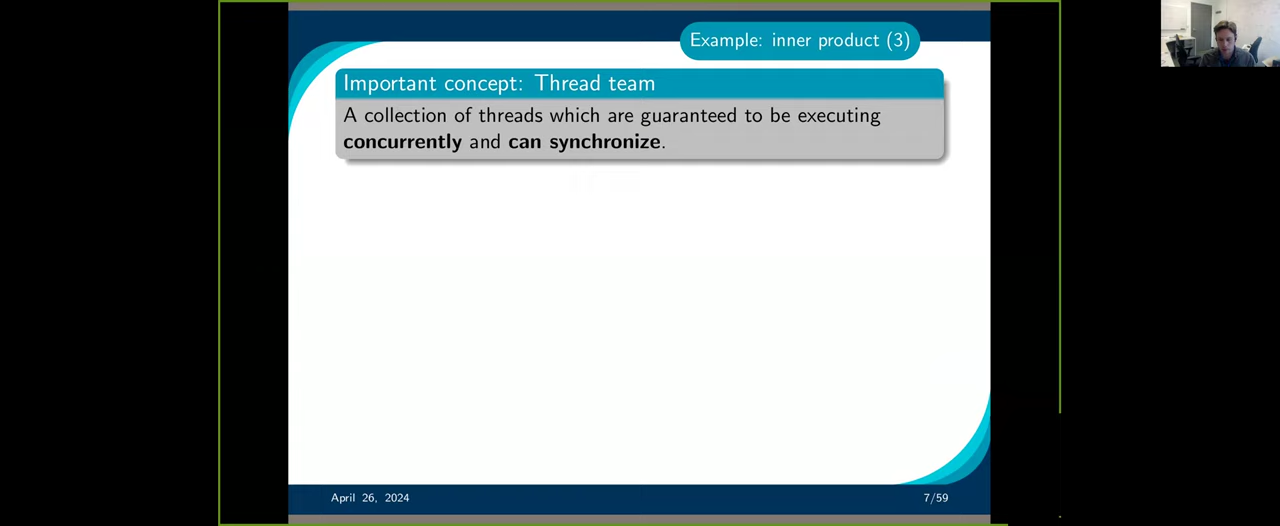 Example: inner product (3)
Important concept: Thread team
A collection of threads which are guaranteed to be executing
concurrently and can synchronize.
April 26, 2024
7/59